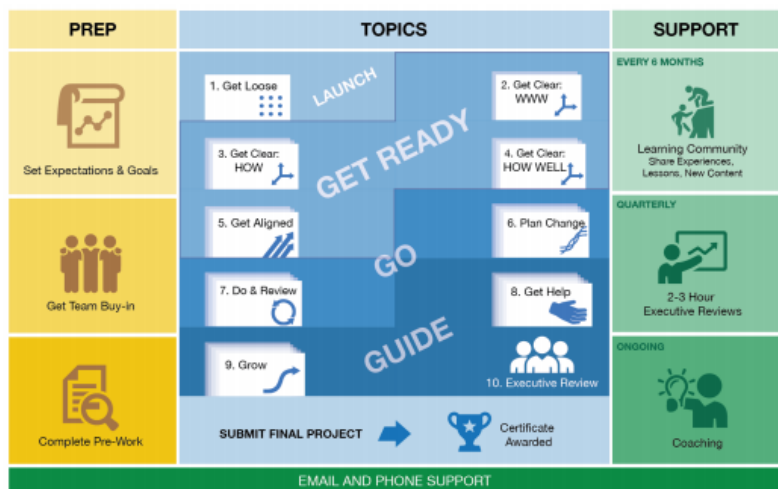 PREP
TOPICS
SUPPORT
Set Expectations & Goals
Get Team Buy-in
Complete Pre-Work
LAUNCH
1. Get Loose
2. Get Clear:
WWW
GET READY
3. Get Clear:
HOW
4. Get Clear:
HOW WELL
5. Get Aligned
6. Plan Change
GO
7. Do & Review
8. Get Help
GUIDE
9. Grow
10. Executive Review
SUBMIT FINAL PROJECT
Certificate
Awarded
EVERY 6 MONTHS
Learning Community
Share Experiences,
Lessons, New Content
QUARTERLY
2-3 Hour
Executive Reviews
ONGOING
Coaching
EMAIL AND PHONE SUPPORT